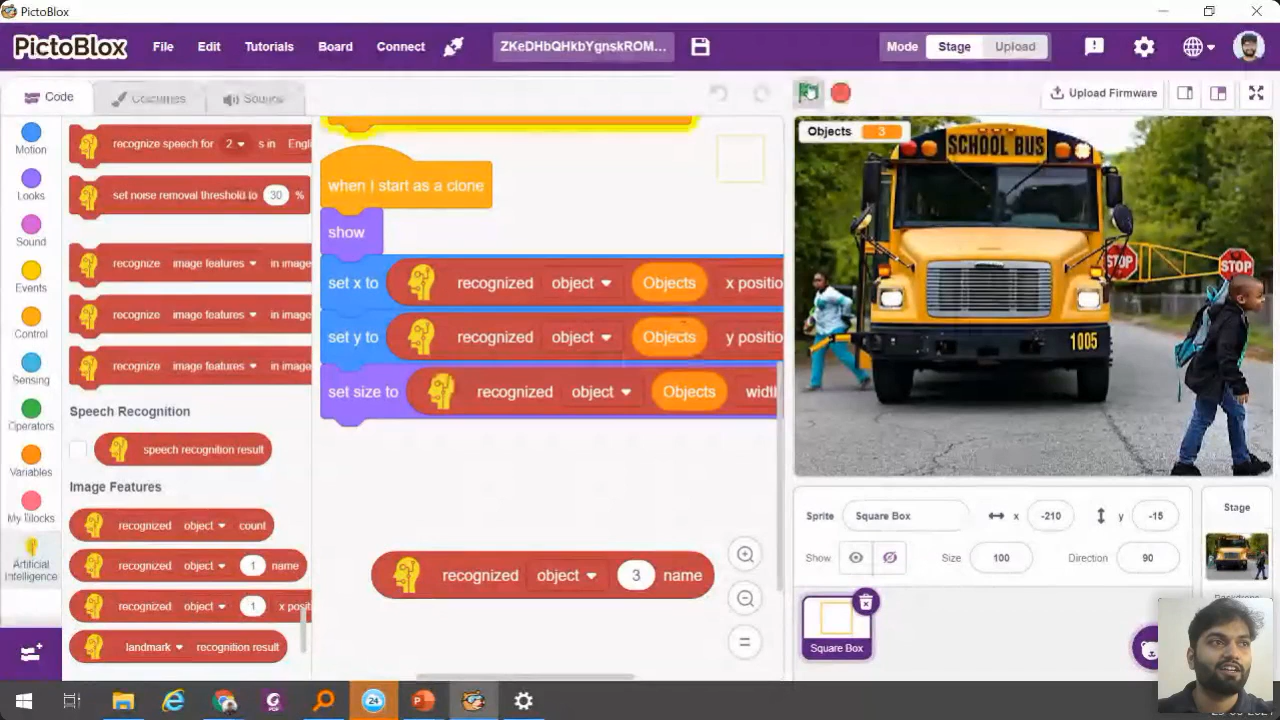 PictoBlox
PictoBlox File Edit Tutorials Board Connect ZKeDHbQHkbYgnskROM... Mode Stage Upload
Code Costumes Sounds Upload Firmware
Motion
Looks
Sound
Events
Control
Sensing
Operators
Variables
My Blocks
Artificial
Intelligence
recognize speech for 2 s in Engli
set noise removal threshold to 30 %
recognize image features in image
recognize image features in image
recognize image features in image
Speech Recognition
speech recognition result
Image Features
recognized object count
recognized object 1 name
recognized object 1 x posit
landmark recognition result
when I start as a clone
show
set x to recognized object Objects x positio
set y to recognized object Objects y positio
set size to recognized object Objects widtl
recognized object 3 name
Objects 3
SCHOOL BUS
STOP
STOP
1005
Sprite Square Box x -210 y -15
Show Size 100 Direction 90
Square Box
Stage
24